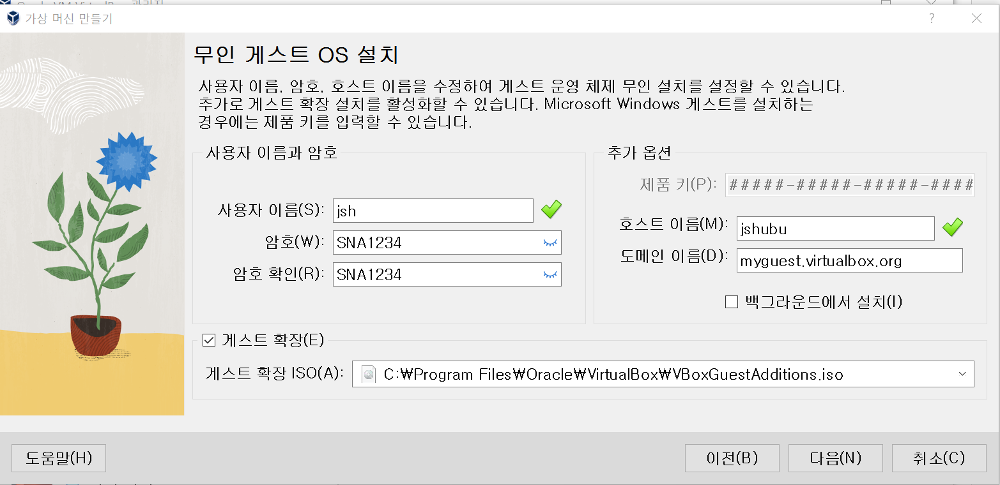 가상 머신 만들기
?
무인 게스트 OS 설치
사용자 이름, 암호, 호스트 이름을 수정하여 게스트 운영 체제 무인 설치를 설정할 수 있습니다.
추가로 게스트 확장 설치를 활성화할 수 있습니다. Microsoft Windows 게스트를 설치하는
경우에는 제품 키를 입력할 수 있습니다.
사용자 이름과 암호
사용자 이름(S): jsh
암호(W): SNA1234
암호 확인(R): SNA1234
추가 옵션
제품 키(P): #####-#####-#####-####
호스트 이름(M): jshubu
도메인 이름(D): myguest.virtualbox.org
백그라운드에서 설치(I)
게스트 확장(E)
게스트 확장 ISO(A): C:₩Program Files₩Oracle₩VirtualBox₩VBoxGuestAdditions.iso
도움말(H) 이전(B) 다음(N) 취소(C)